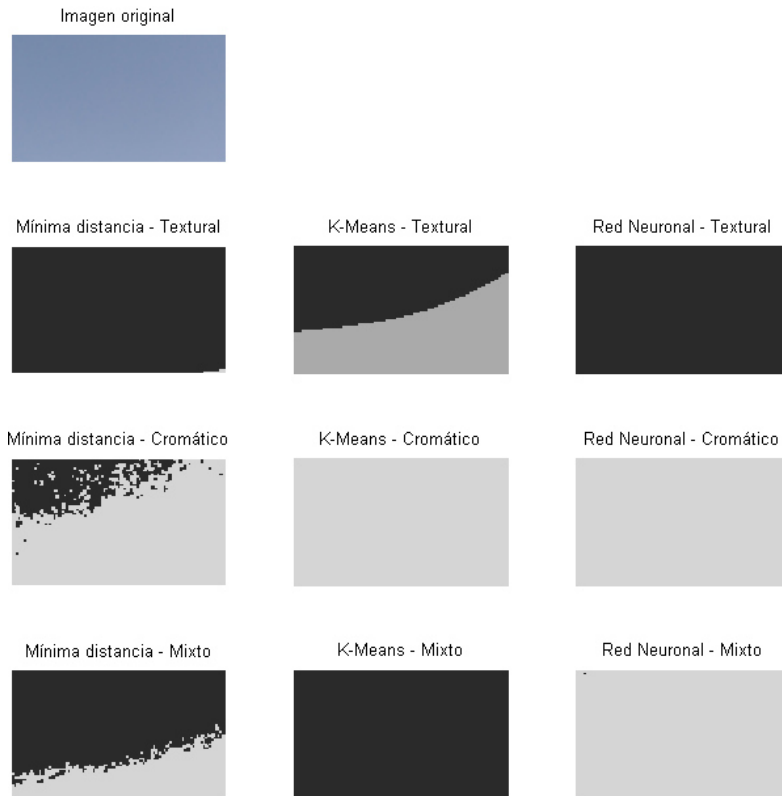 Imagen original
Mínima distancia - Textural
K-Means - Textural
Red Neuronal - Textural
Mínima distancia - Cromático
K-Means - Cromático
Red Neuronal - Cromático
Mínima distancia - Mixto
K-Means - Mixto
Red Neuronal - Mixto